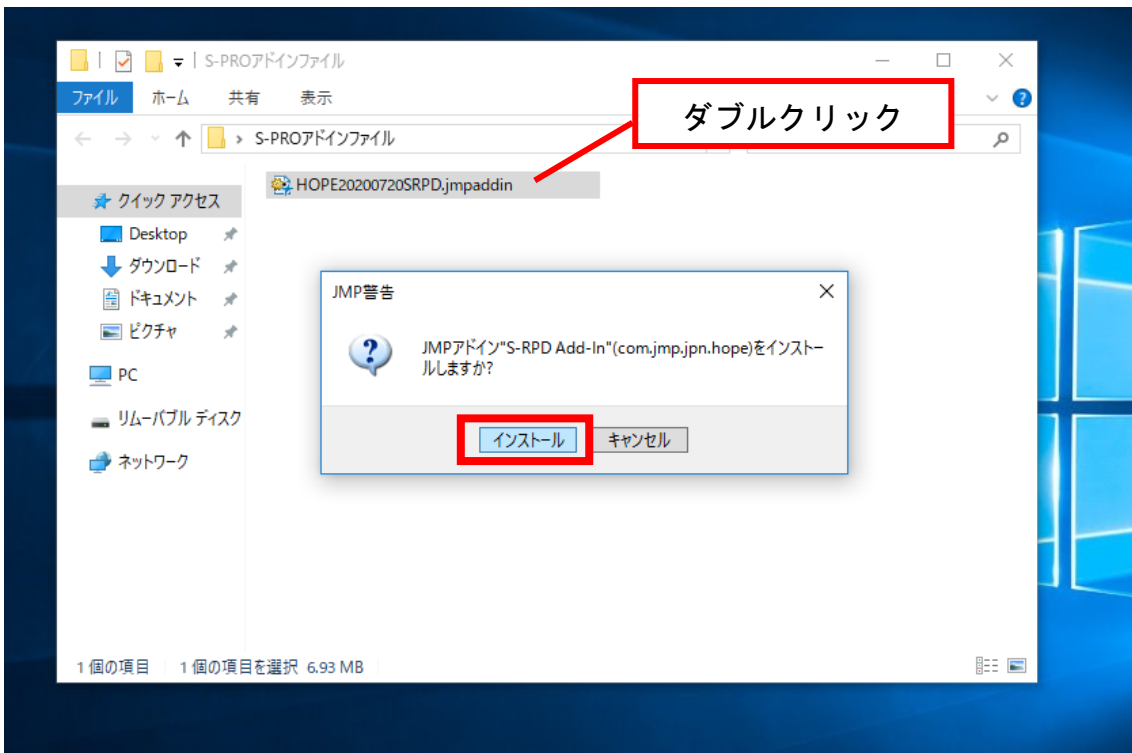 S-PROアドインファイル
ファイル ホーム 共有 表示
ダブルクリック
S-PROアドインファイル
HOPE20200720SRPD.jmpaddin
クイック アクセス
Desktop
ダウンロード
ドキュメント
ピクチャ
PC
リムーバブル ディスク
ネットワーク
JMP警告
JMPアドイン"S-RPD Add-In"(com.jmp.jpn.hope)をインストー
ルしますか?
インストール キャンセル
1 個の項目 1 個の項目を選択 6.93 MB